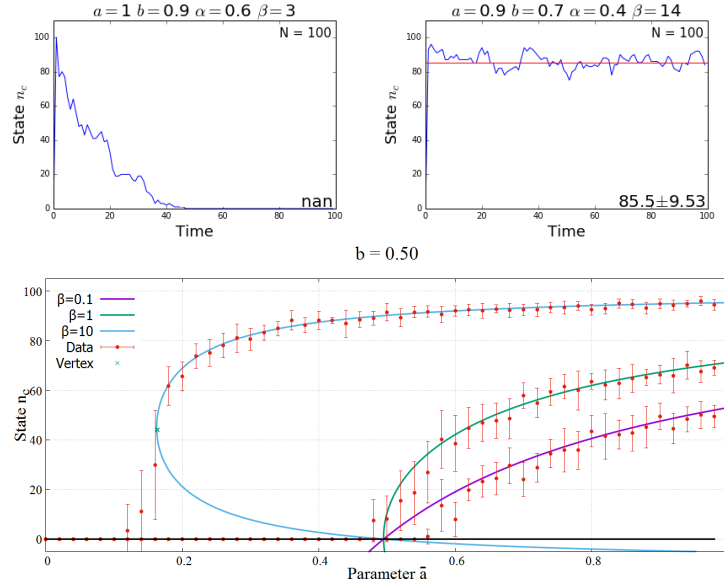 a = 1 b = 0.9 α = 0.6 β = 3
N = 100
100
80
60
40
20
0
State n_c
nan
0 20 40 60 80 100
Time
a = 0.9 b = 0.7 α = 0.4 β = 14
N = 100
100
80
60
40
20
0
State n_c
85.5±9.53
0 20 40 60 80 100
Time
b = 0.50
β=0.1
β=1
β=10
Data
Vertex
100
80
60
40
20
0
State n_c
0 0.2 0.4 0.6 0.8
Parameter a